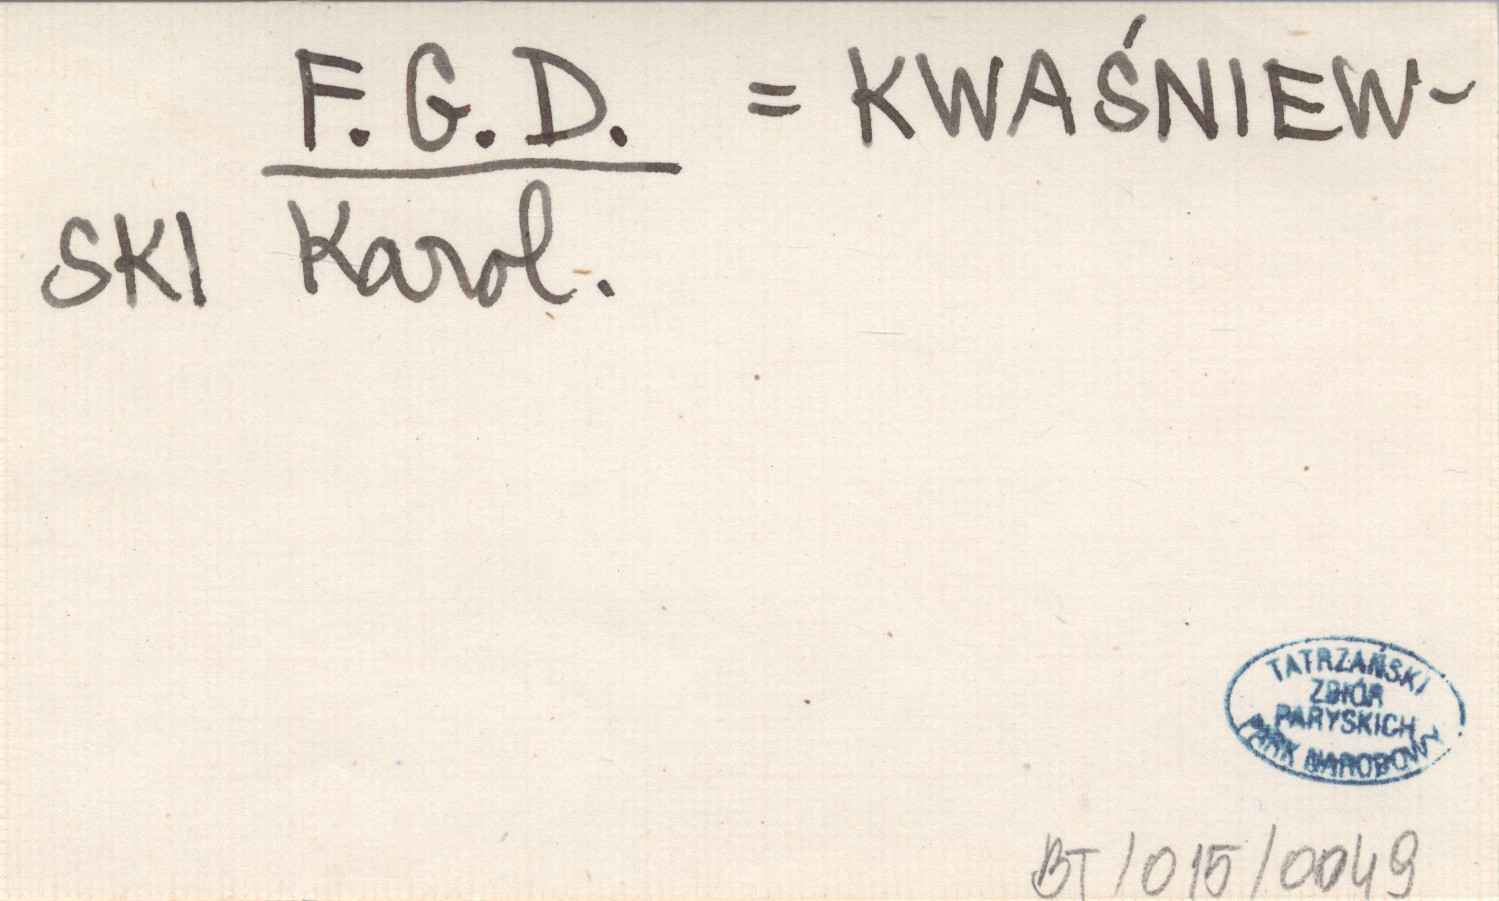 F.G.D. = KWAŚNIEW-
SKI Karol.
TATRZAŃSKI
ZBIÓR
PARYSKICH
PARK NARODOWY
BT/015/0049